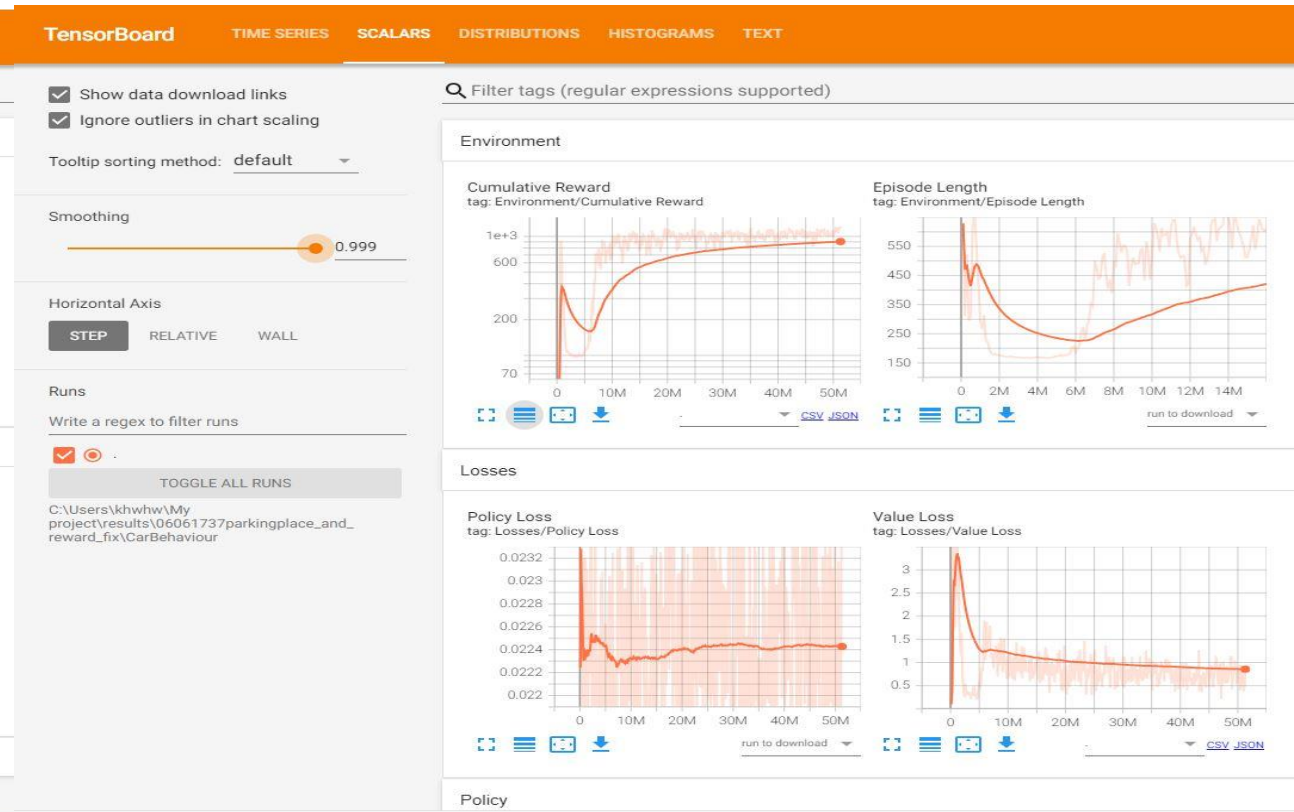 TensorBoard TIME SERIES SCALARS DISTRIBUTIONS HISTOGRAMS TEXT
Show data download links
Ignore outliers in chart scaling
Tooltip sorting method: default
Smoothing
0.999
Horizontal Axis
STEP RELATIVE WALL
Runs
Write a regex to filter runs
.
TOGGLE ALL RUNS
C:\Users\khwhw\My
project\results\06061737parkingplace_and_
reward_fix\CarBehaviour
Filter tags (regular expressions supported)
Environment
Cumulative Reward
tag: Environment/Cumulative Reward
1e+3
600
200
70
0 10M 20M 30M 40M 50M
. CSV JSON
Episode Length
tag: Environment/Episode Length
550
450
350
250
150
0 2M 4M 6M 8M 10M 12M 14M
run to download
Losses
Policy Loss
tag: Losses/Policy Loss
0.0232
0.023
0.0228
0.0226
0.0224
0.0222
0.022
0 10M 20M 30M 40M 50M
run to download
Value Loss
tag: Losses/Value Loss
3
2.5
2
1.5
1
0.5
0 10M 20M 30M 40M 50M
. CSV JSON
Policy